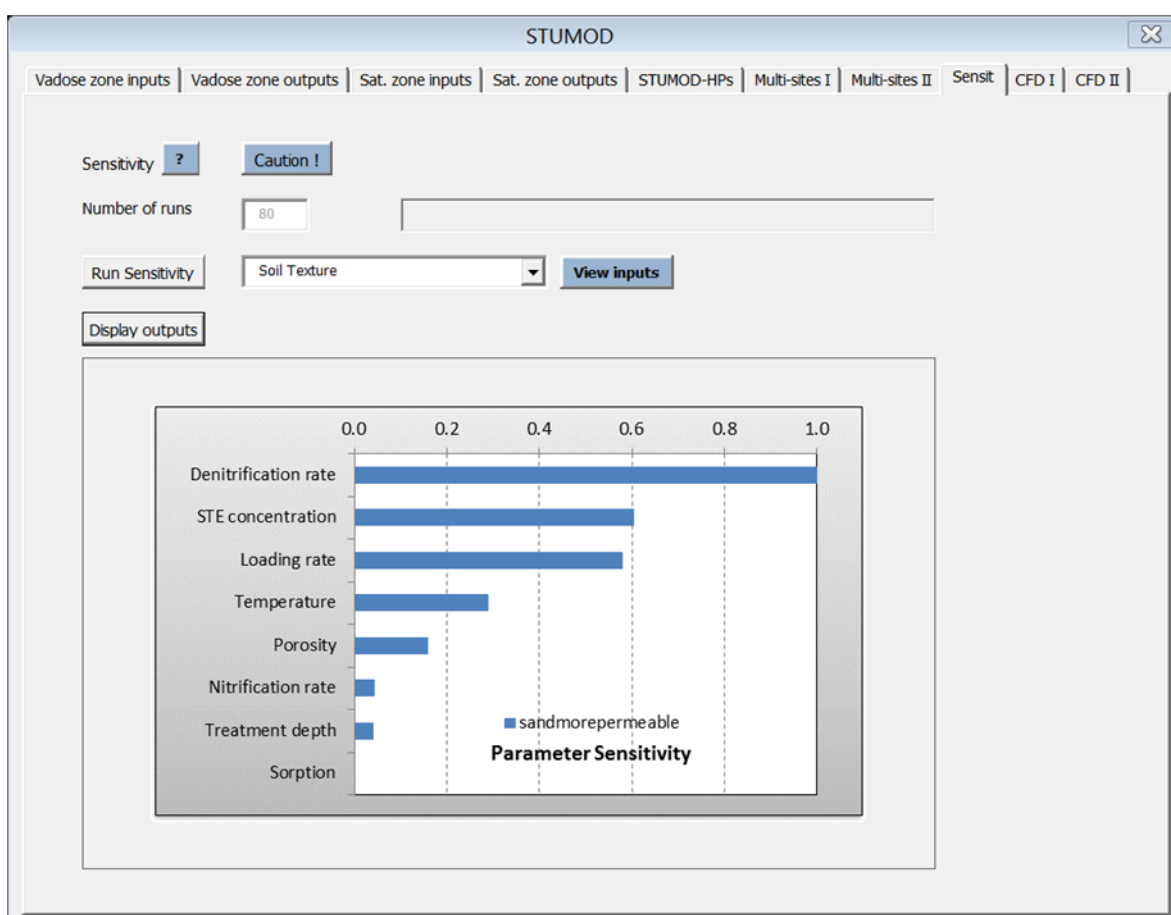 STUMOD
Vadose zone inputs Vadose zone outputs Sat. zone inputs Sat. zone outputs STUMOD-HPs Multi-sites I Multi-sites II Sensit CFD I CFD II
Sensitivity ? Caution !
Number of runs 80
Run Sensitivity Soil Texture View inputs
Display outputs
0.0 0.2 0.4 0.6 0.8 1.0
Denitrification rate
STE concentration
Loading rate
Temperature
Porosity
Nitrification rate
Treatment depth
Sorption
sandmorepermeable
Parameter Sensitivity